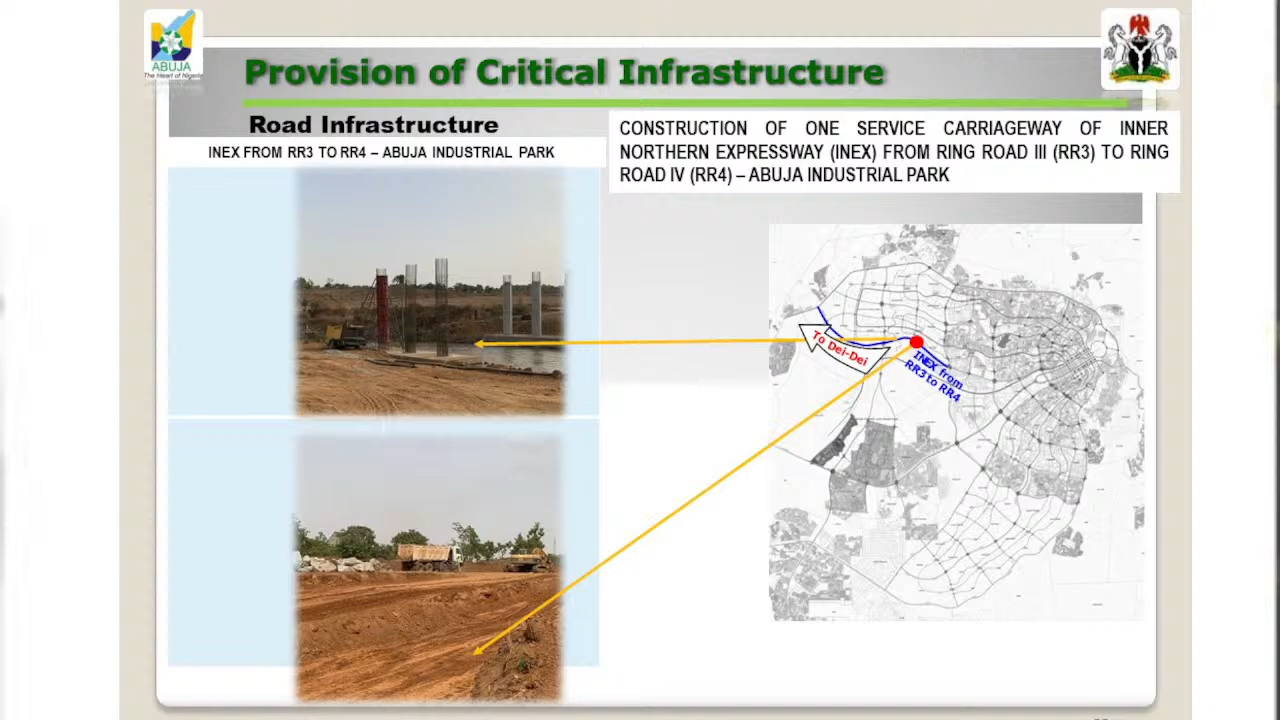 ABUJA
The Heart of Nigeria
Provision of Critical Infrastructure
Road Infrastructure
INEX FROM RR3 TO RR4 – ABUJA INDUSTRIAL PARK
CONSTRUCTION OF ONE SERVICE CARRIAGEWAY OF INNER
NORTHERN EXPRESSWAY (INEX) FROM RING ROAD III (RR3) TO RING
ROAD IV (RR4) – ABUJA INDUSTRIAL PARK
To Dei-Dei
INEX from
RR3 to RR4